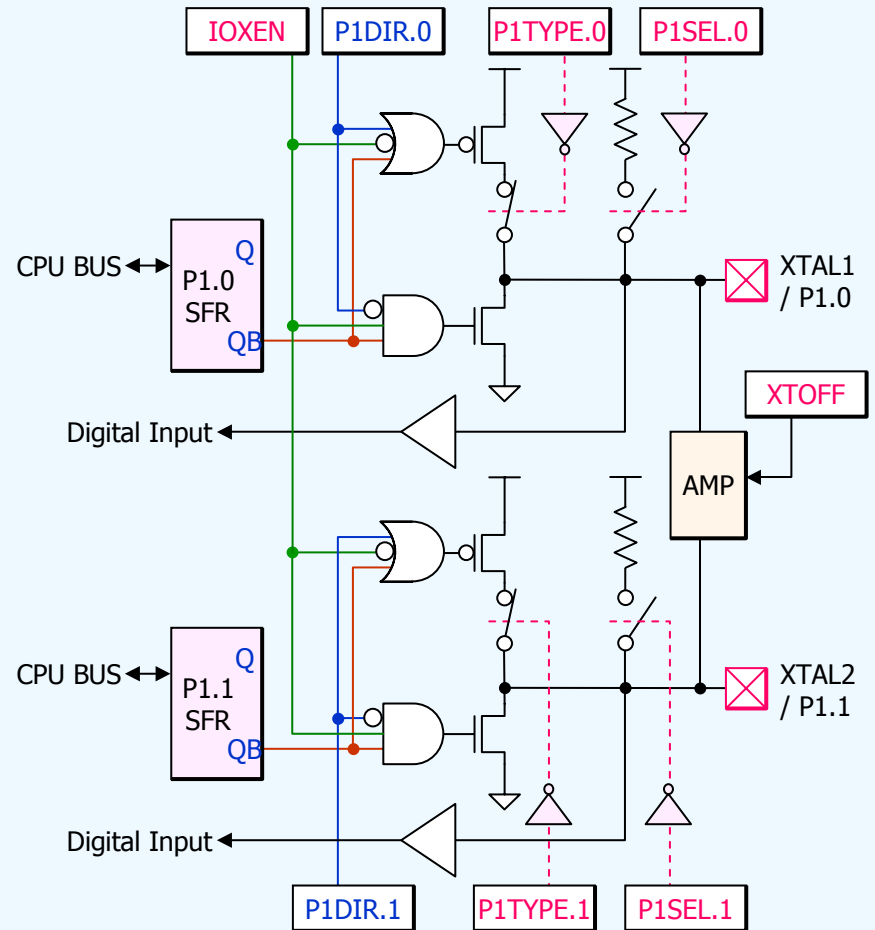 IOXEN
P1DIR.0
P1TYPE.0
P1SEL.0
CPU BUS
Q
P1.0
SFR
QB
XTAL1
/ P1.0
XTOFF
Digital Input
AMP
CPU BUS
Q
P1.1
SFR
QB
XTAL2
/ P1.1
Digital Input
P1DIR.1
P1TYPE.1
P1SEL.1